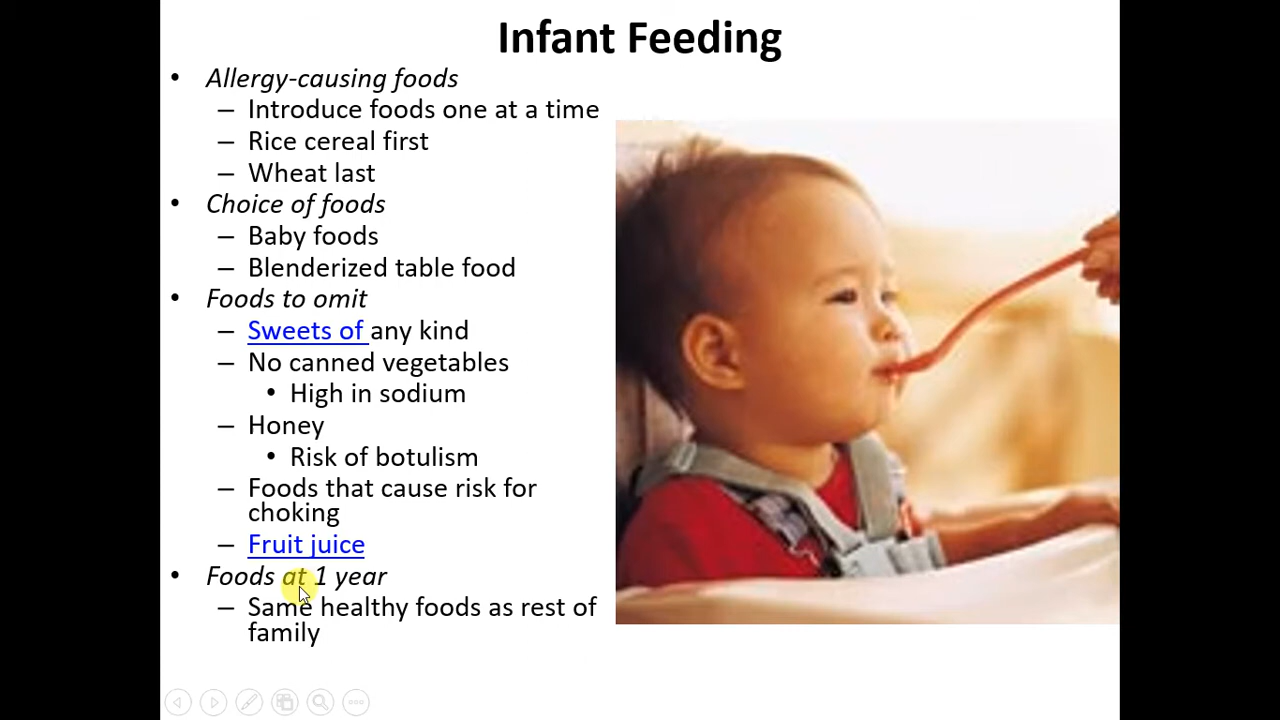 Infant Feeding
• Allergy-causing foods
– Introduce foods one at a time
– Rice cereal first
– Wheat last
• Choice of foods
– Baby foods
– Blenderized table food
• Foods to omit
– Sweets of any kind
– No canned vegetables
• High in sodium
– Honey
• Risk of botulism
– Foods that cause risk for
choking
– Fruit juice
• Foods at 1 year
– Same healthy foods as rest of
family